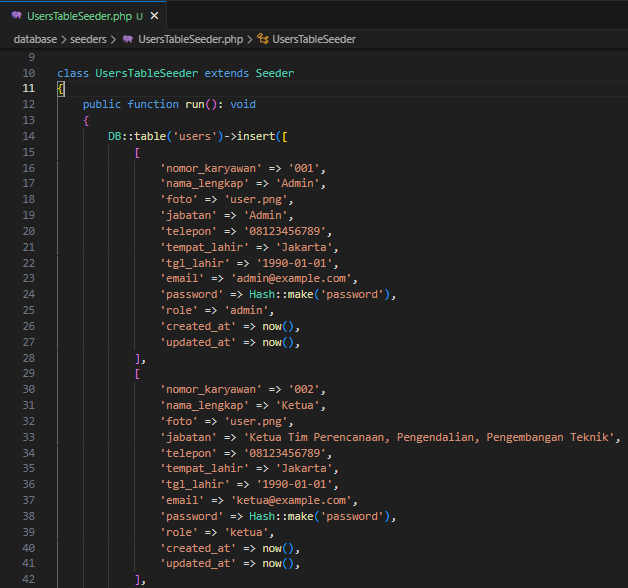 UsersTableSeeder.php U ×
database > seeders > UsersTableSeeder.php > UsersTableSeeder
9
10 class UsersTableSeeder extends Seeder
11 {
12     public function run(): void
13     {
14         DB::table('users')->insert([
15             [
16                 'nomor_karyawan' => '001',
17                 'nama_lengkap' => 'Admin',
18                 'foto' => 'user.png',
19                 'jabatan' => 'Admin',
20                 'telepon' => '08123456789',
21                 'tempat_lahir' => 'Jakarta',
22                 'tgl_lahir' => '1990-01-01',
23                 'email' => 'admin@example.com',
24                 'password' => Hash::make('password'),
25                 'role' => 'admin',
26                 'created_at' => now(),
27                 'updated_at' => now(),
28             ],
29             [
30                 'nomor_karyawan' => '002',
31                 'nama_lengkap' => 'Ketua',
32                 'foto' => 'user.png',
33                 'jabatan' => 'Ketua Tim Perencanaan, Pengendalian, Pengembangan Teknik',
34                 'telepon' => '08123456789',
35                 'tempat_lahir' => 'Jakarta',
36                 'tgl_lahir' => '1990-01-01',
37                 'email' => 'ketua@example.com',
38                 'password' => Hash::make('password'),
39                 'role' => 'ketua',
40                 'created_at' => now(),
41                 'updated_at' => now(),
42             ],